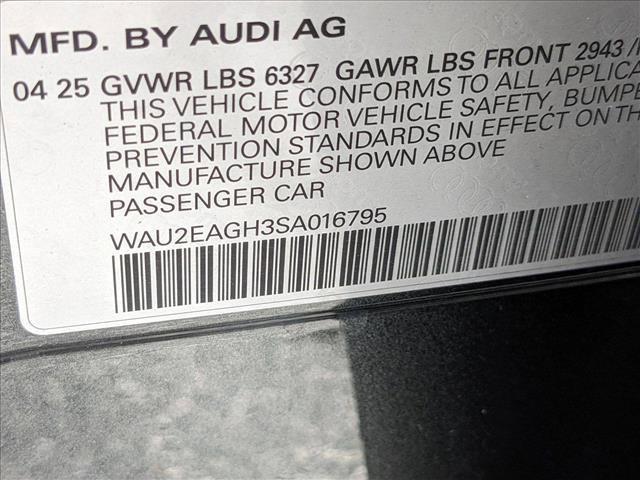 MFD. BY AUDI AG
04 25 GVWR LBS 6327 GAWR LBS FRONT 2943 /
THIS VEHICLE CONFORMS TO ALL APPLICA
FEDERAL MOTOR VEHICLE SAFETY, BUMPE
PREVENTION STANDARDS IN EFFECT ON TH
MANUFACTURE SHOWN ABOVE
PASSENGER CAR
WAU2EAGH3SA016795